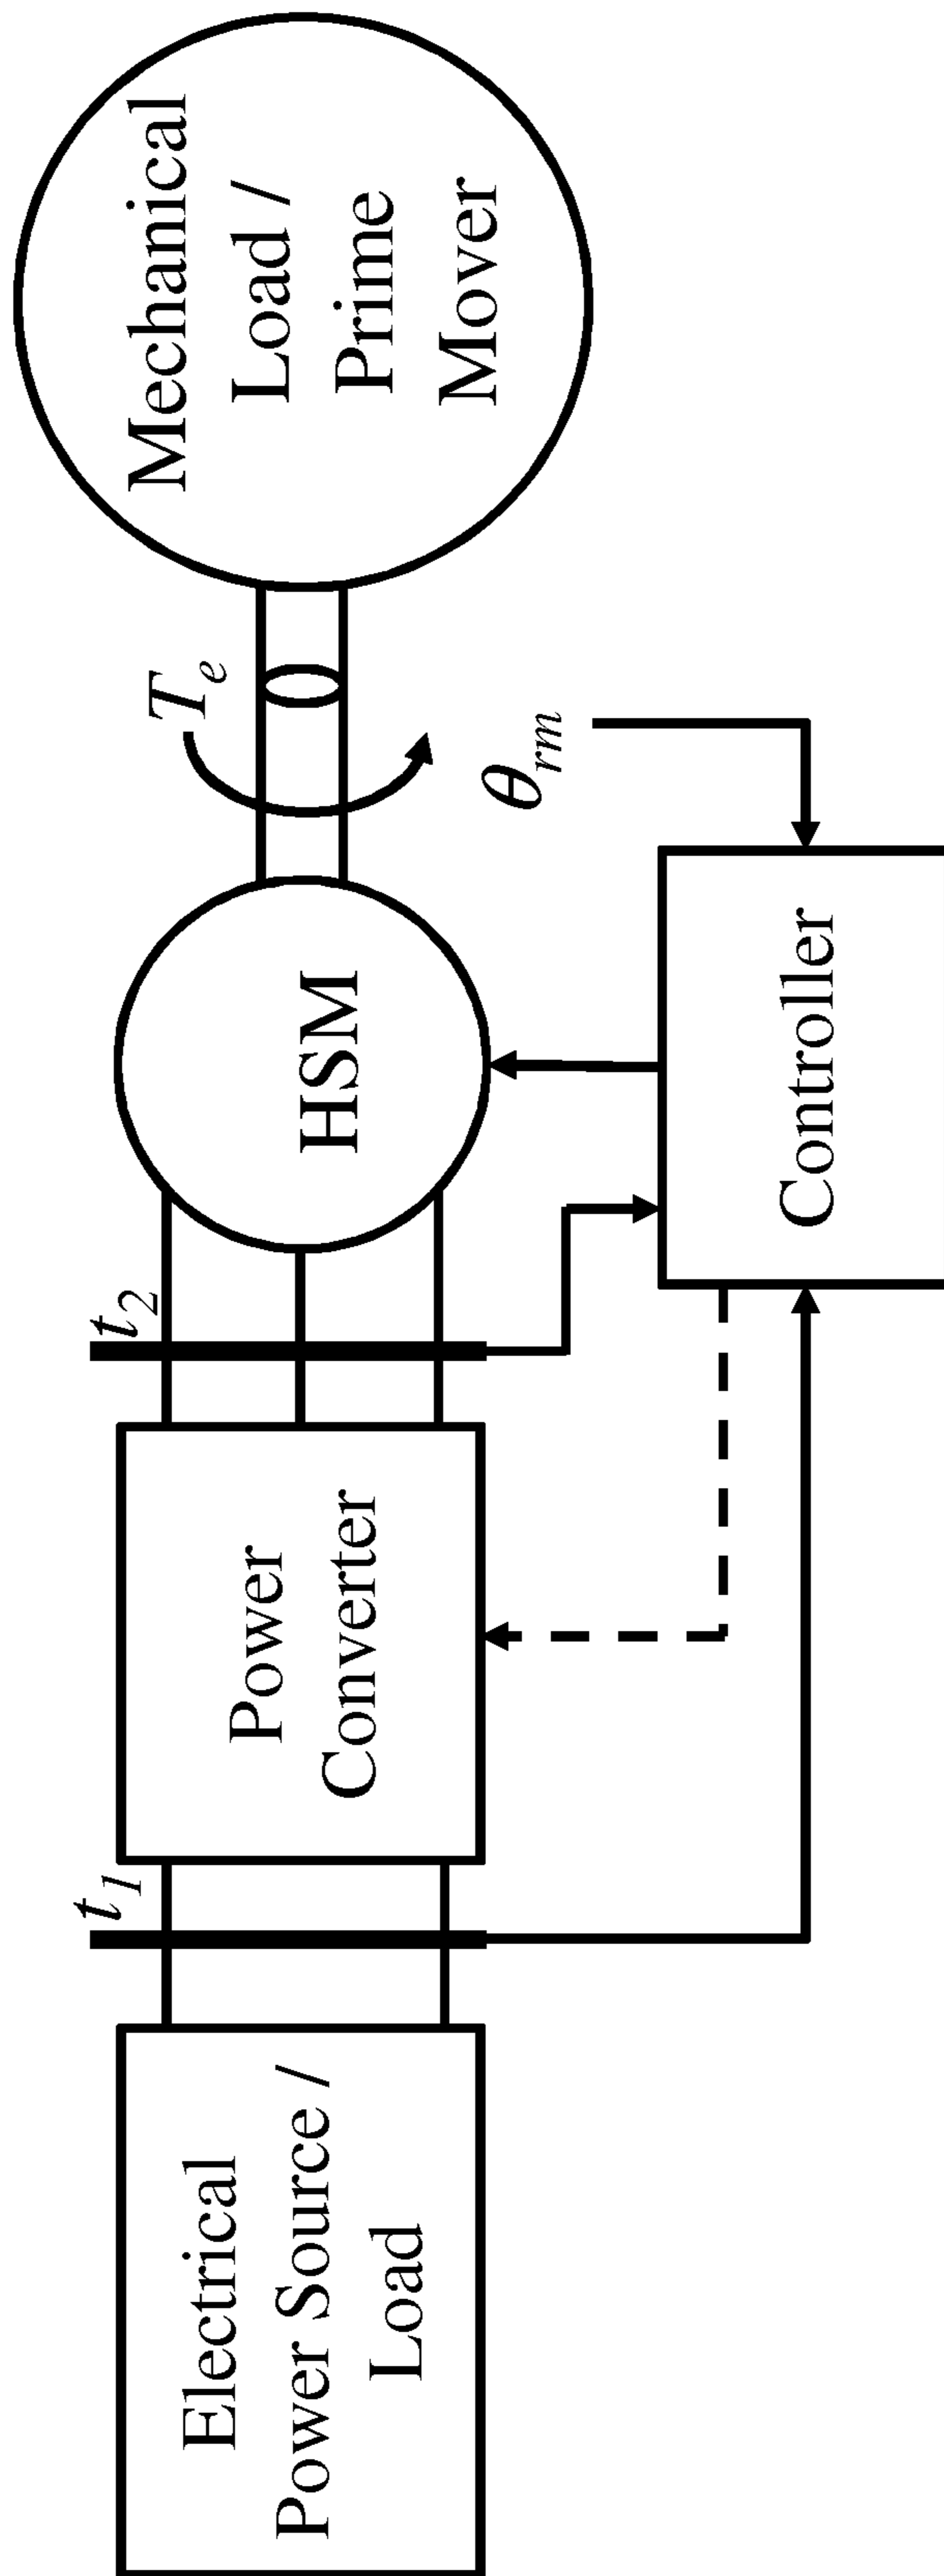 Electrical
Power Source /
Load
t1
Power
Converter
t2
HSM
Te
θrm
Mechanical
Load /
Prime
Mover
Controller